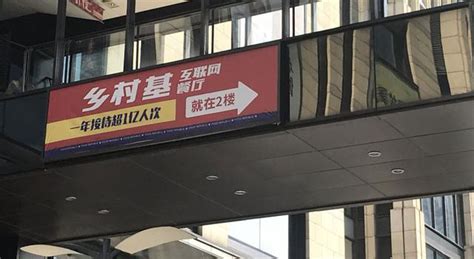 乡村基
互联网
餐厅
一年接待超1亿人次
就在2楼